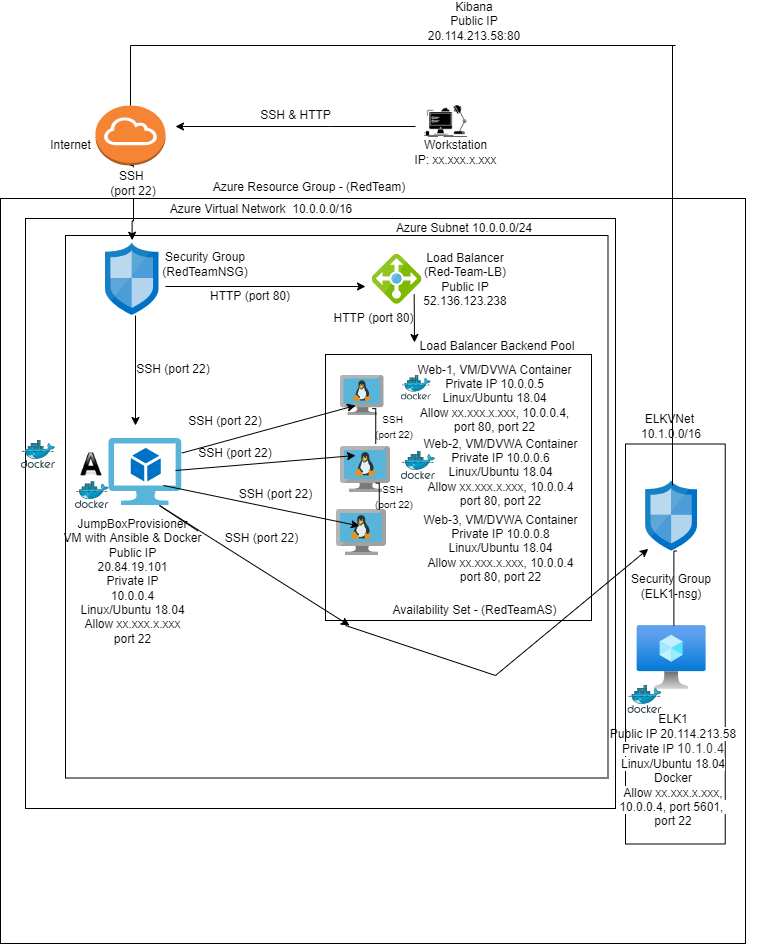 Kibana
Public IP
20.114.213.58:80
SSH & HTTP
Internet
Workstation
IP: xx.xxx.x.xxx
SSH
(port 22)
Azure Resource Group - (RedTeam)
Azure Virtual Network 10.0.0.0/16
Azure Subnet 10.0.0.0/24
Security Group
(RedTeamNSG)
HTTP (port 80)
Load Balancer
(Red-Team-LB)
Public IP
52.136.123.238
HTTP (port 80)
Load Balancer Backend Pool
SSH (port 22)
Web-1, VM/DVWA Container
Private IP 10.0.0.5
Linux/Ubuntu 18.04
Allow xx.xxx.x.xxx, 10.0.0.4,
port 80, port 22
docker
SSH
(port 22)
SSH (port 22)
SSH (port 22)
SSH (port 22)
SSH (port 22)
Web-2, VM/DVWA Container
Private IP 10.0.0.6
Linux/Ubuntu 18.04
Allow xx.xxx.x.xxx, 10.0.0.4
port 80, port 22
docker
SSH
(port 22)
Web-3, VM/DVWA Container
Private IP 10.0.0.8
Linux/Ubuntu 18.04
Allow xx.xxx.x.xxx, 10.0.0.4
port 80, port 22
Availability Set - (RedTeamAS)
docker
A
docker
JumpBoxProvisioner
VM with Ansible & Docker
Public IP
20.84.19.101
Private IP
10.0.0.4
Linux/Ubuntu 18.04
Allow xx.xxx.x.xxx
port 22
ELKVNet
10.1.0.0/16
Security Group
(ELK1-nsg)
docker
ELK1
Public IP 20.114.213.58
Private IP 10.1.0.4
Linux/Ubuntu 18.04
Docker
Allow xx.xxx.x.xxx,
10.0.0.4, port 5601,
port 22